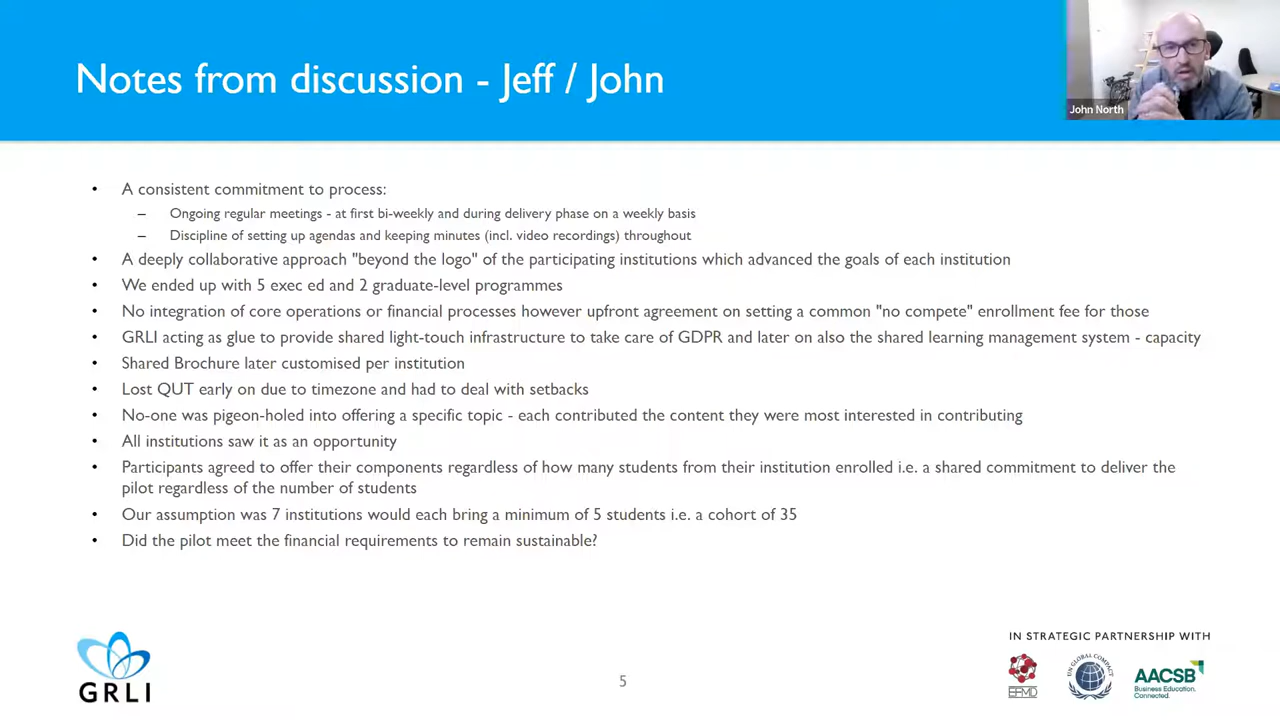 Notes from discussion - Jeff / John
John North
• A consistent commitment to process:
– Ongoing regular meetings - at first bi-weekly and during delivery phase on a weekly basis
– Discipline of setting up agendas and keeping minutes (incl. video recordings) throughout
• A deeply collaborative approach "beyond the logo" of the participating institutions which advanced the goals of each institution
• We ended up with 5 exec ed and 2 graduate-level programmes
• No integration of core operations or financial processes however upfront agreement on setting a common "no compete" enrollment fee for those
• GRLI acting as glue to provide shared light-touch infrastructure to take care of GDPR and later on also the shared learning management system - capacity
• Shared Brochure later customised per institution
• Lost QUT early on due to timezone and had to deal with setbacks
• No-one was pigeon-holed into offering a specific topic - each contributed the content they were most interested in contributing
• All institutions saw it as an opportunity
• Participants agreed to offer their components regardless of how many students from their institution enrolled i.e. a shared commitment to deliver the
pilot regardless of the number of students
• Our assumption was 7 institutions would each bring a minimum of 5 students i.e. a cohort of 35
• Did the pilot meet the financial requirements to remain sustainable?
GRLI
5
IN STRATEGIC PARTNERSHIP WITH
EFMD
UN GLOBAL COMPACT
AACSB
Business Education.
Connected.